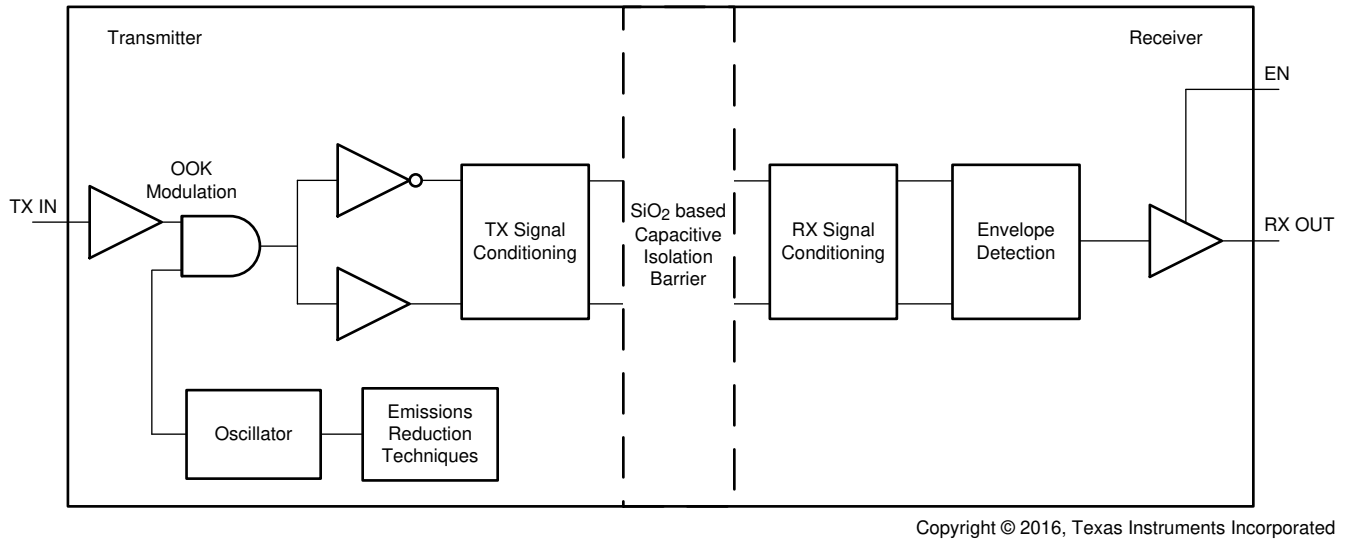 Transmitter
Receiver
EN
OOK
Modulation
TX IN
TX Signal
Conditioning
SiO2 based
Capacitive
Isolation
Barrier
RX Signal
Conditioning
Envelope
Detection
RX OUT
Oscillator
Emissions
Reduction
Techniques
Copyright © 2016, Texas Instruments Incorporated